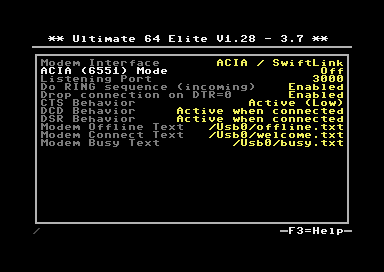 ** Ultimate 64 Elite V1.28 - 3.7 **
Modem Interface ACIA / SwiftLink
ACIA (6551) Mode Off
Listening Port 3000
Do RING sequence (incoming) Enabled
Drop connection on DTR=0 Enabled
CTS Behavior Active (Low)
DCD Behavior Active when connected
DSR Behavior Active when connected
Modem Offline Text /Usb0/offline.txt
Modem Connect Text /Usb0/welcome.txt
Modem Busy Text /Usb0/busy.txt
/ F3=Help